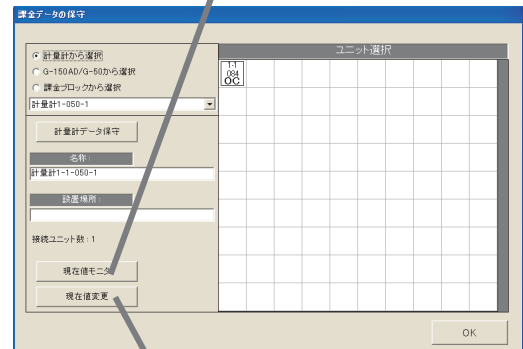 課金データの保守
計量計から選択
G-150AD/G-50から選択
課金ブロックから選択
計量計1-050-1
計量計データ保守
名称:
計量計1-1-050-1
設置場所:
接続ユニット数:1
現在値モニタ
現在値変更
ユニット選択
1-1
084
OC
OK